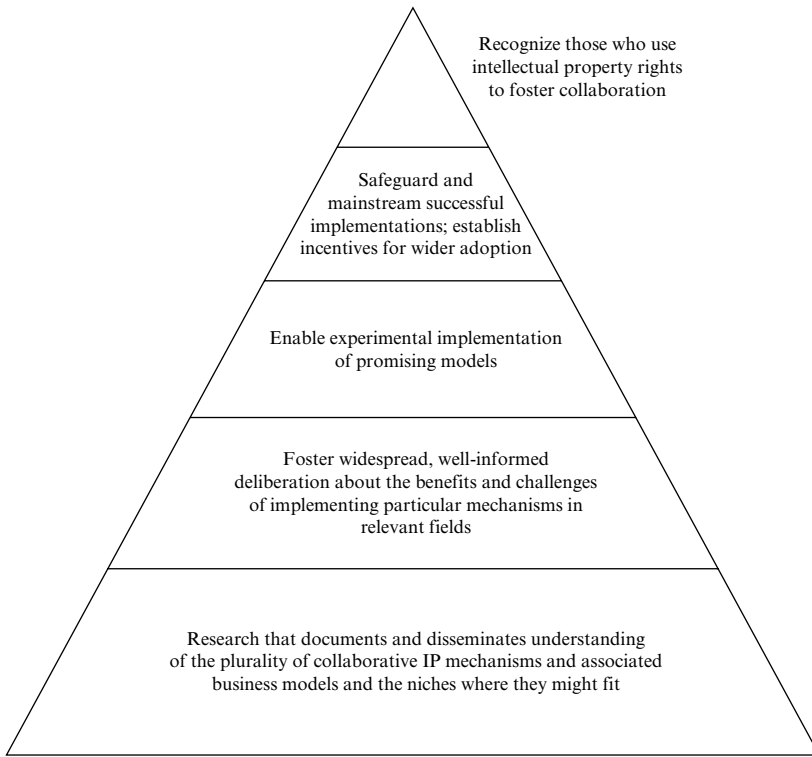 Recognize those who use
intellectual property rights
to foster collaboration
Safeguard and
mainstream successful
implementations; establish
incentives for wider adoption
Enable experimental implementation
of promising models
Foster widespread, well-informed
deliberation about the benefits and challenges
of implementing particular mechanisms in
relevant fields
Research that documents and disseminates understanding
of the plurality of collaborative IP mechanisms and associated
business models and the niches where they might fit